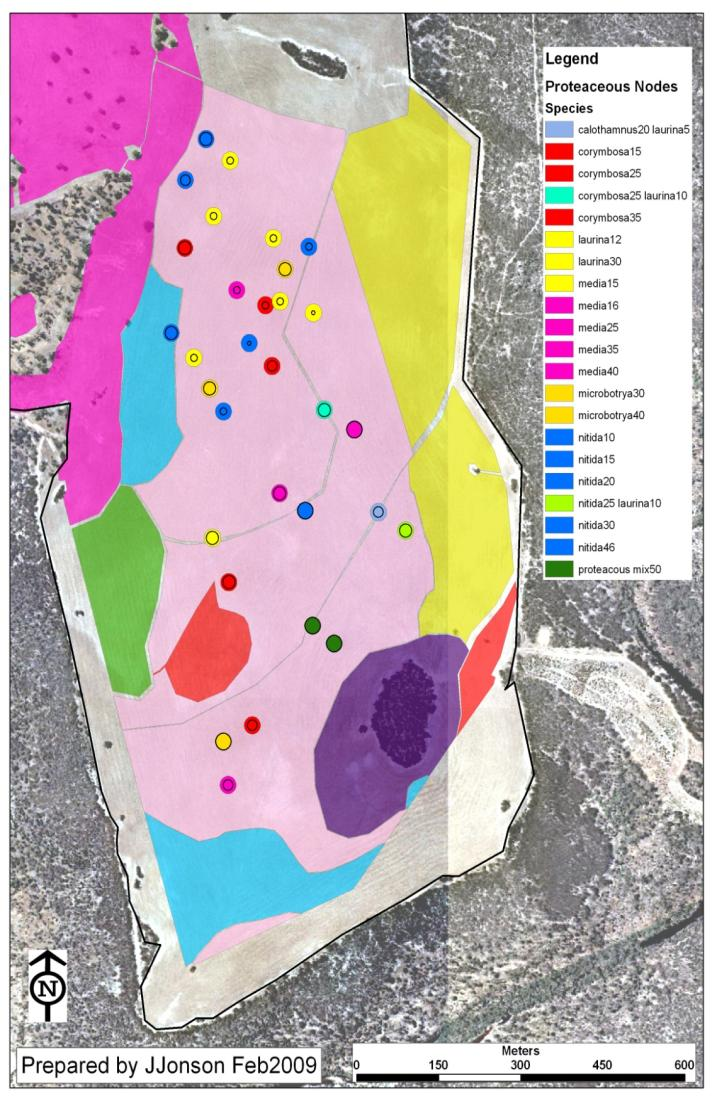 Legend
Proteaceous Nodes
Species
calothamnus20 laurina5
corymbosa15
corymbosa25
corymbosa25 laurina10
corymbosa35
laurina12
laurina30
media15
media16
media25
media35
media40
microbotrya30
microbotrya40
nitida10
nitida15
nitida20
nitida25 laurina10
nitida30
nitida46
proteacous mix50
N
Prepared by JJonson Feb2009
Meters
0 150 300 450 600